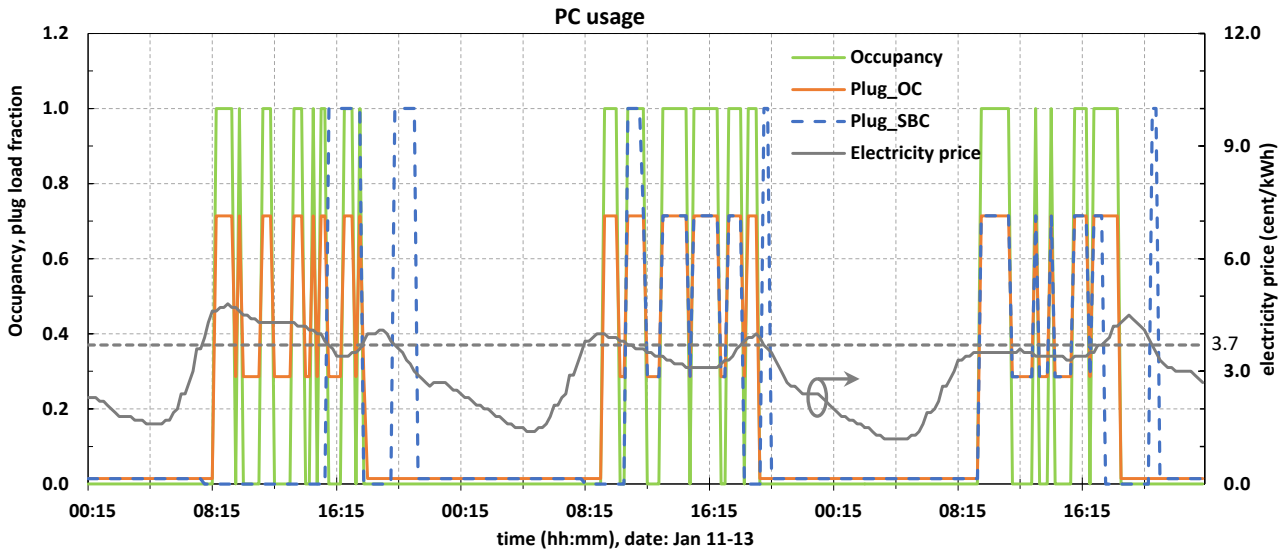 PC usage
1.2
1.0
0.8
0.6
0.4
0.2
0.0
Occupancy, plug load fraction
12.0
9.0
6.0
3.7
3.0
0.0
electricity price (cent/kWh)
Occupancy
Plug_OC
Plug_SBC
Electricity price
00:15 08:15 16:15 00:15 08:15 16:15 00:15 08:15 16:15
time (hh:mm), date: Jan 11-13